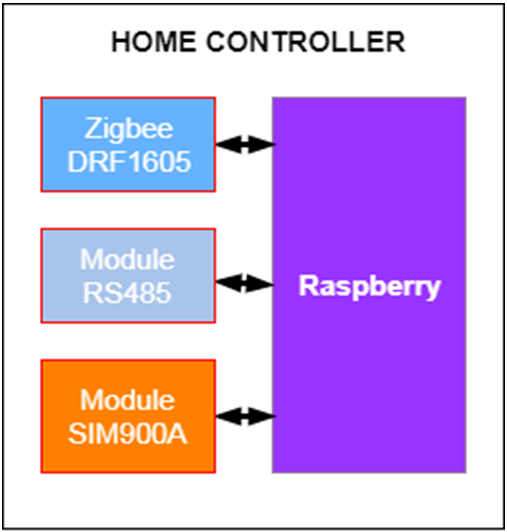 HOME CONTROLLER
Zigbee
DRF1605
Module
RS485
Raspberry
Module
SIM900A